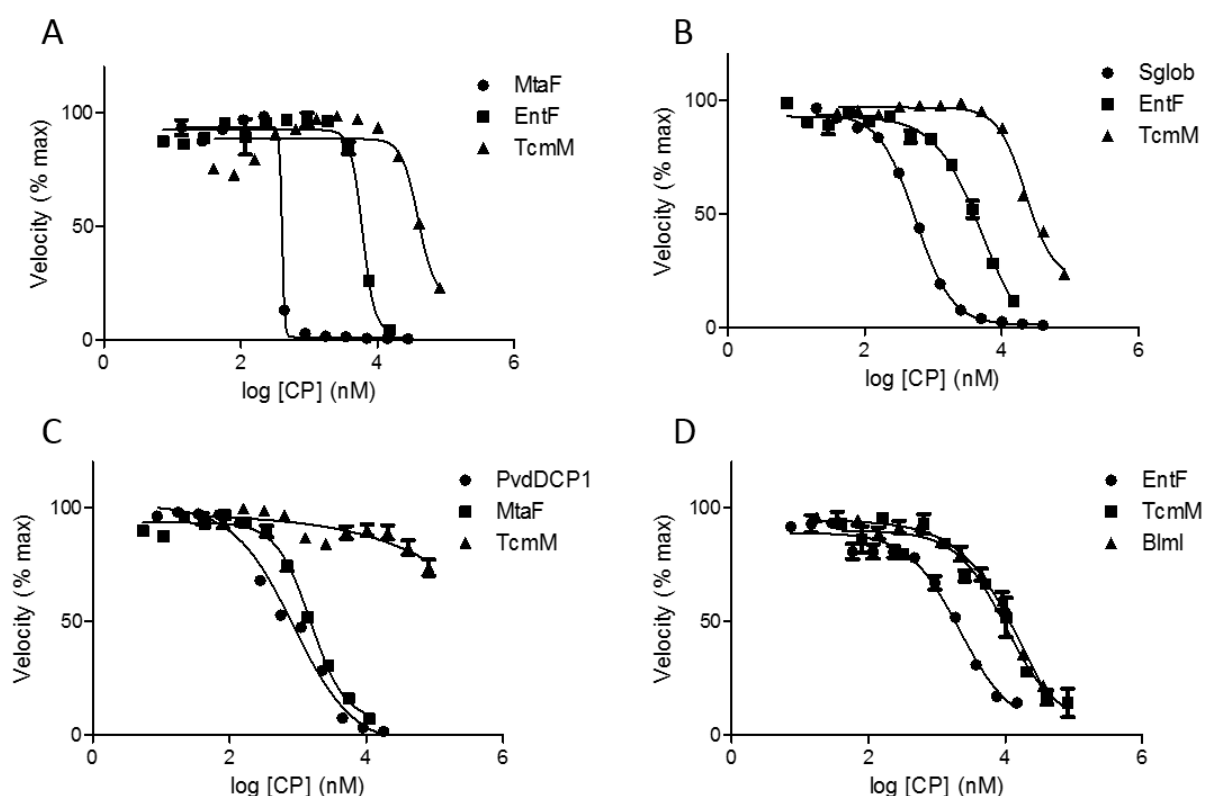 A
MtaF
EntF
TcmM
Velocity (% max)
100
50
0
0
2
4
6
log [CP] (nM)
B
Sglob
EntF
TcmM
Velocity (% max)
100
50
0
0
2
4
6
log [CP] (nM)
C
PvdDCP1
MtaF
TcmM
Velocity (% max)
100
50
0
0
2
4
6
log [CP] (nM)
D
EntF
TcmM
BlmI
Velocity (% max)
100
50
0
0
2
4
6
log [CP] (nM)